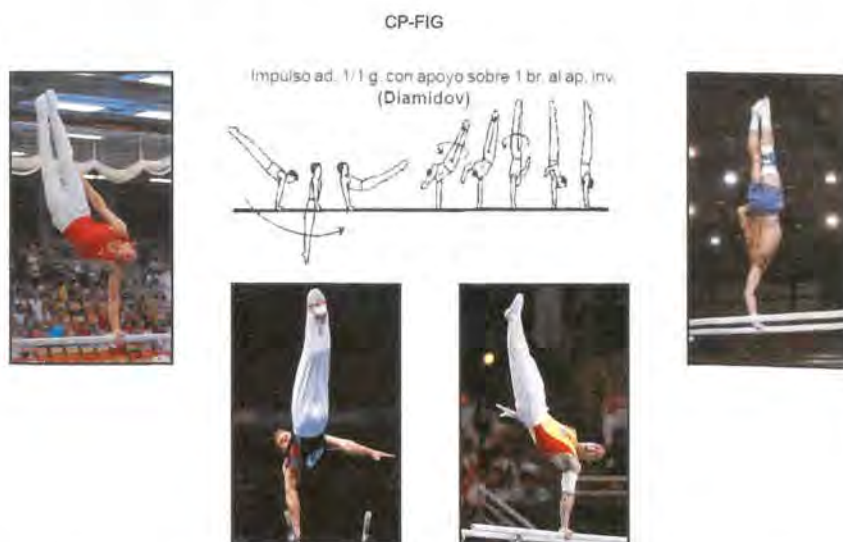 CP-FIG
Impulso ad. 1/1 g. con apoyo sobre 1 br. al ap. inv.
(Diamidov)